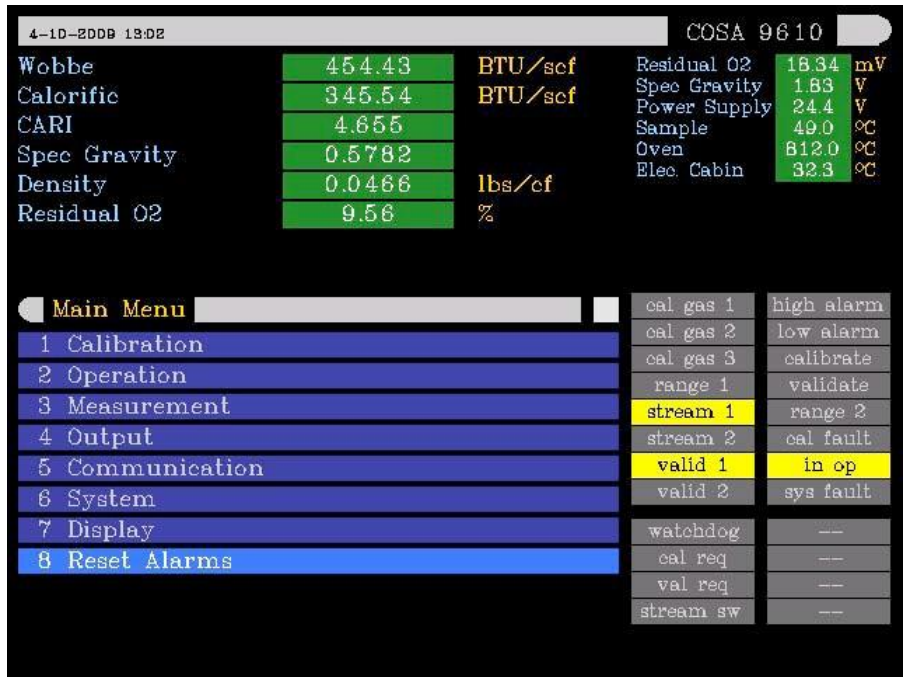 4-10-2009 13:02 COSA 9610
Wobbe 454.43 BTU/scf
Calorific 345.54 BTU/scf
CARI 4.655
Spec Gravity 0.5782
Density 0.0466 lbs/cf
Residual O2 9.56 %
Residual O2 18.34 mV
Spec Gravity 1.83 V
Power Supply 24.4 V
Sample 49.0 ºC
Oven 812.0 ºC
Elec. Cabin 32.3 ºC
Main Menu
1 Calibration
2 Operation
3 Measurement
4 Output
5 Communication
6 System
7 Display
8 Reset Alarms
cal gas 1 high alarm
cal gas 2 low alarm
cal gas 3 calibrate
range 1 validate
stream 1 range 2
stream 2 cal fault
valid 1 in op
valid 2 sys fault
watchdog --
cal req --
val req --
stream sw --